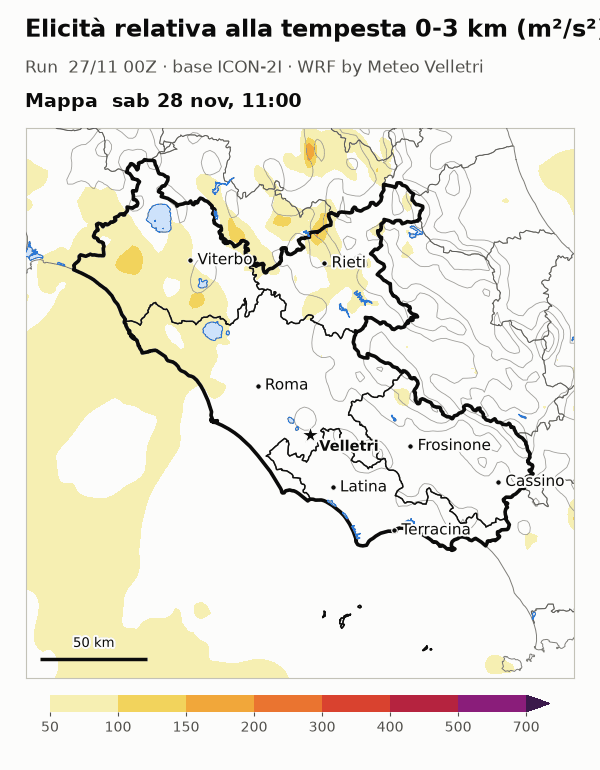 Elicità relativa alla tempesta 0-3 km (m²/s²)
Run 27/11 00Z · base ICON-2I · WRF by Meteo Velletri
Mappa sab 28 nov, 11:00
Viterbo
Rieti
Roma
Velletri
Frosinone
Cassino
Latina
Terracina
50 km
50 100 150 200 300 400 500 700